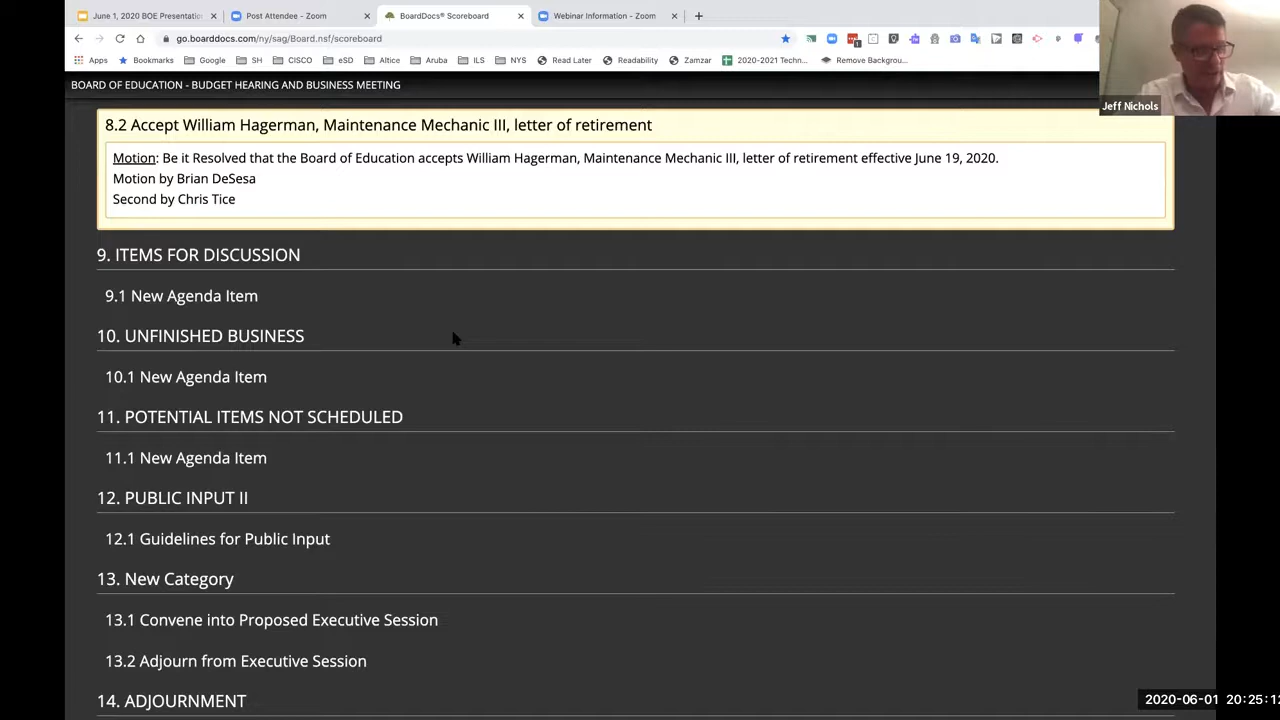 June 1, 2020 BOE Presentatio
Post Attendee - Zoom
BoardDocs® Scoreboard
Webinar Information - Zoom
go.boarddocs.com/ny/sag/Board.nsf/scoreboard
Apps
Bookmarks
Google
SH
CISCO
eSD
Altice
Aruba
ILS
NYS
Read Later
Readability
Zamzar
2020-2021 Techn...
Remove Backgrou...
BOARD OF EDUCATION - BUDGET HEARING AND BUSINESS MEETING
Jeff Nichols
8.2 Accept William Hagerman, Maintenance Mechanic III, letter of retirement
Motion: Be it Resolved that the Board of Education accepts William Hagerman, Maintenance Mechanic III, letter of retirement effective June 19, 2020.
Motion by Brian DeSesa
Second by Chris Tice
9. ITEMS FOR DISCUSSION
9.1 New Agenda Item
10. UNFINISHED BUSINESS
10.1 New Agenda Item
11. POTENTIAL ITEMS NOT SCHEDULED
11.1 New Agenda Item
12. PUBLIC INPUT II
12.1 Guidelines for Public Input
13. New Category
13.1 Convene into Proposed Executive Session
13.2 Adjourn from Executive Session
14. ADJOURNMENT
2020-06-01 20:25:12